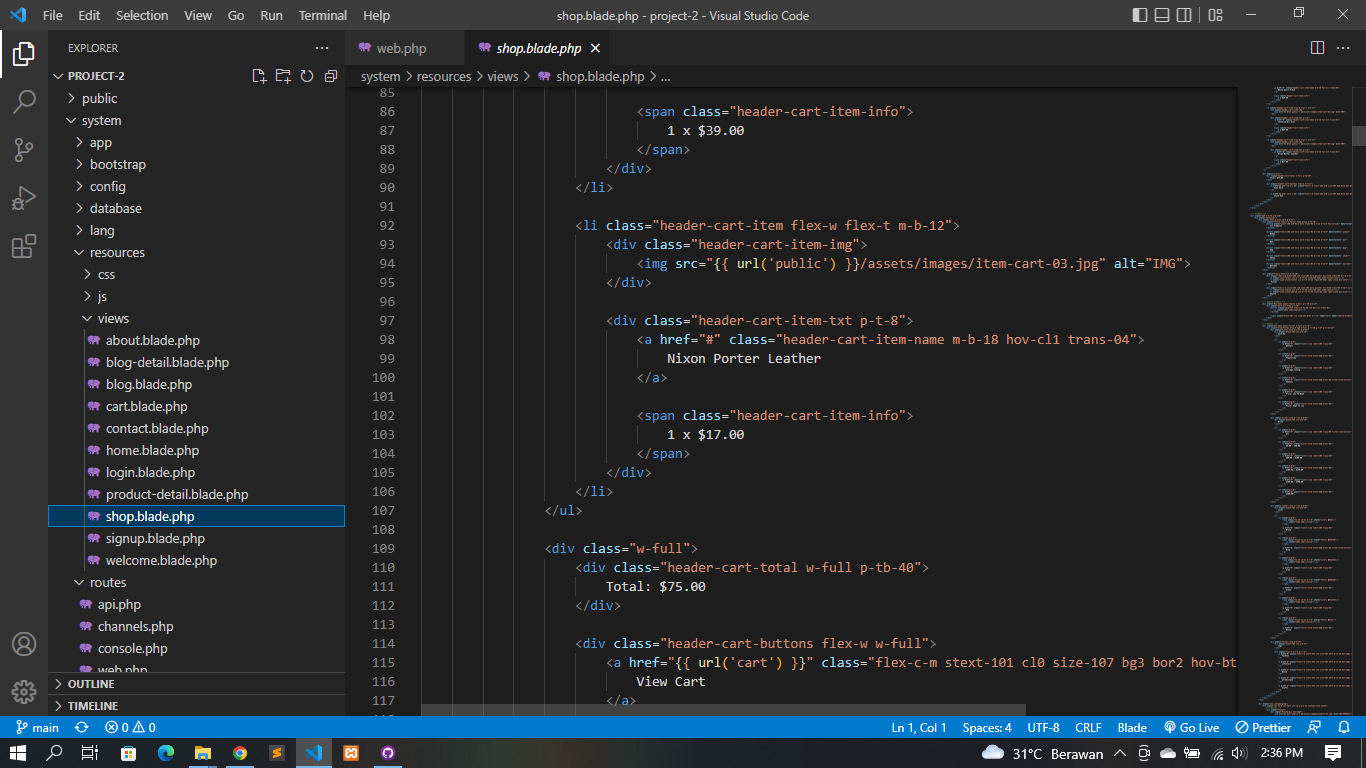 File Edit Selection View Go Run Terminal Help
shop.blade.php - project-2 - Visual Studio Code
EXPLORER
PROJECT-2
public
system
app
bootstrap
config
database
lang
resources
css
js
views
about.blade.php
blog-detail.blade.php
blog.blade.php
cart.blade.php
contact.blade.php
home.blade.php
login.blade.php
product-detail.blade.php
shop.blade.php
signup.blade.php
welcome.blade.php
routes
api.php
channels.php
console.php
web.php
OUTLINE
TIMELINE
web.php shop.blade.php
system > resources > views > shop.blade.php > ...
85
86 <span class="header-cart-item-info">
87 1 x $39.00
88 </span>
89 </div>
90 </li>
91
92 <li class="header-cart-item flex-w flex-t m-b-12">
93 <div class="header-cart-item-img">
94 <img src="{{ url('public') }}/assets/images/item-cart-03.jpg" alt="IMG">
95 </div>
96
97 <div class="header-cart-item-txt p-t-8">
98 <a href="#" class="header-cart-item-name m-b-18 hov-cl1 trans-04">
99 Nixon Porter Leather
100 </a>
101
102 <span class="header-cart-item-info">
103 1 x $17.00
104 </span>
105 </div>
106 </li>
107 </ul>
108
109 <div class="w-full">
110 <div class="header-cart-total w-full p-tb-40">
111 Total: $75.00
112 </div>
113
114 <div class="header-cart-buttons flex-w w-full">
115 <a href="{{ url('cart') }}" class="flex-c-m stext-101 cl0 size-107 bg3 bor2 hov-bt
116 View Cart
117 </a>
main 0 0 Ln 1, Col 1 Spaces: 4 UTF-8 CRLF Blade Go Live Prettier
31°C Berawan 2:36 PM